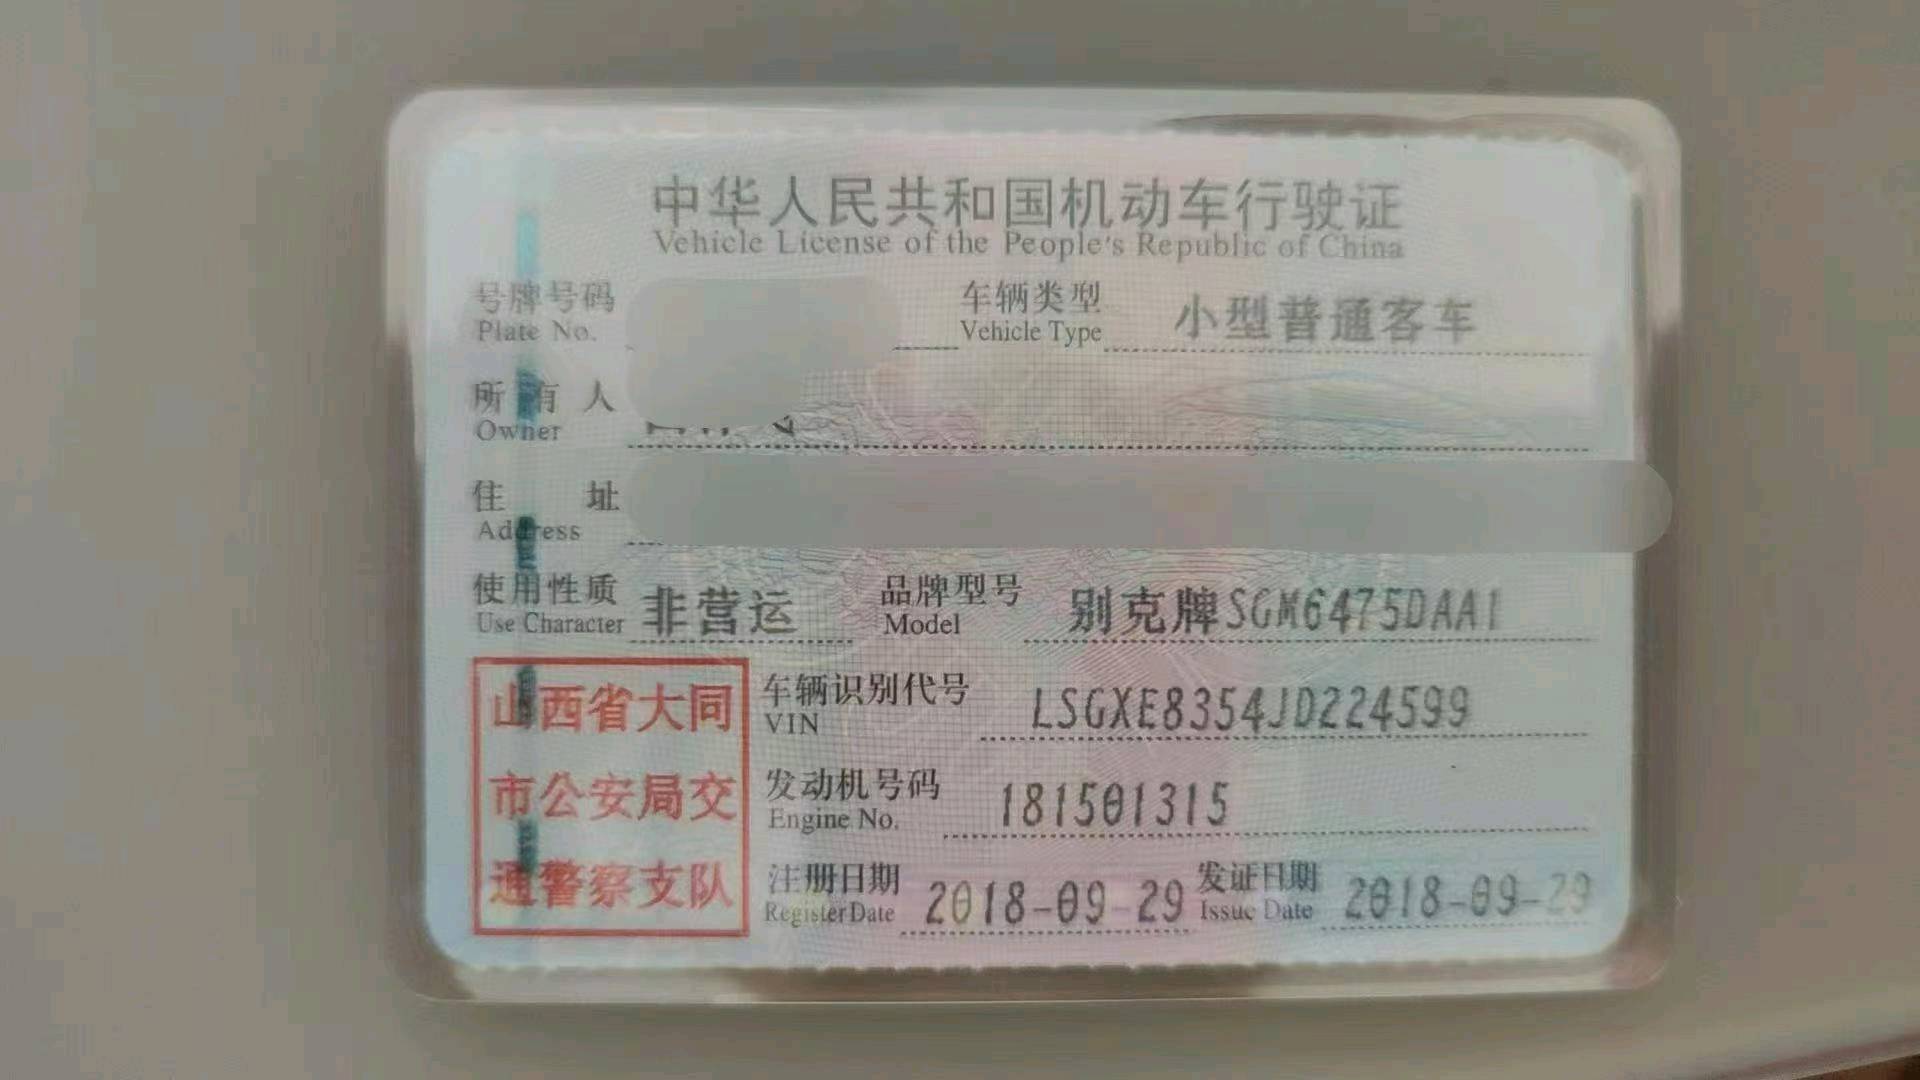 中华人民共和国机动车行驶证
Vehicle License of the People's Republic of China
号牌号码
Plate No.
车辆类型 小型普通客车
Vehicle Type
所有人
Owner
住址
Address
使用性质 非营运
Use Character
品牌型号 别克牌SGM6475DAA1
Model
山西省大同
市公安局交
通警察支队
车辆识别代号 LSGXE8354JD224599
VIN
发动机号码 181501315
Engine No.
注册日期 2018-09-29
Register Date
发证日期 2018-09-29
Issue Date